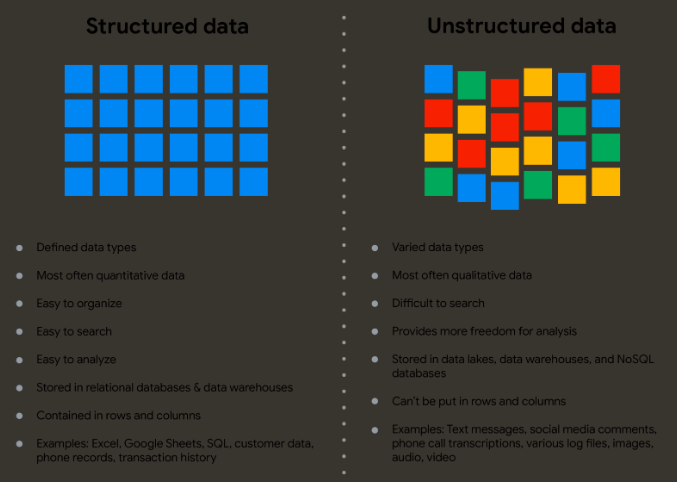 Structured data
Defined data types
Most often quantitative data
Easy to organize
Easy to search
Easy to analyze
Stored in relational databases & data warehouses
Contained in rows and columns
Examples: Excel, Google Sheets, SQL, customer data,
phone records, transaction history
Unstructured data
Varied data types
Most often qualitative data
Difficult to search
Provides more freedom for analysis
Stored in data lakes, data warehouses, and NoSQL
databases
Can't be put in rows and columns
Examples: Text messages, social media comments,
phone call transcriptions, various log files, images,
audio, video